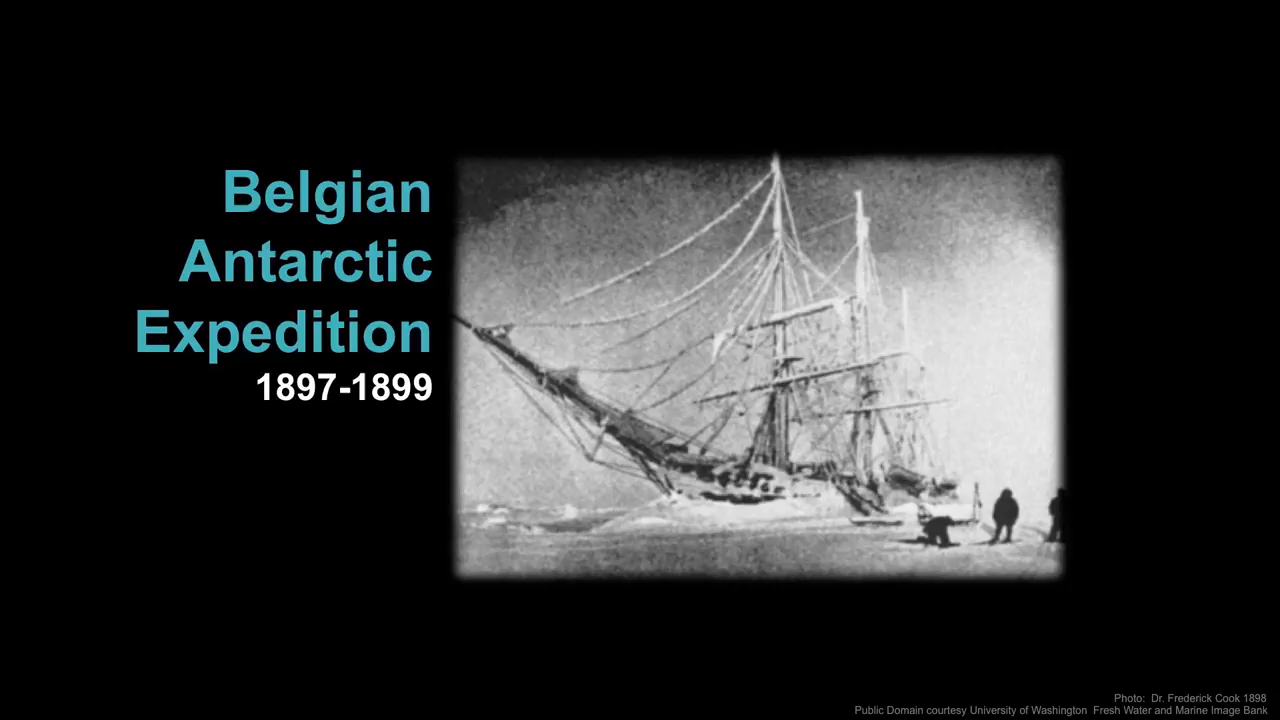 Belgian
Antarctic
Expedition
1897-1899
Photo: Dr. Frederick Cook 1898
Public Domain courtesy University of Washington Fresh Water and Marine Image Bank